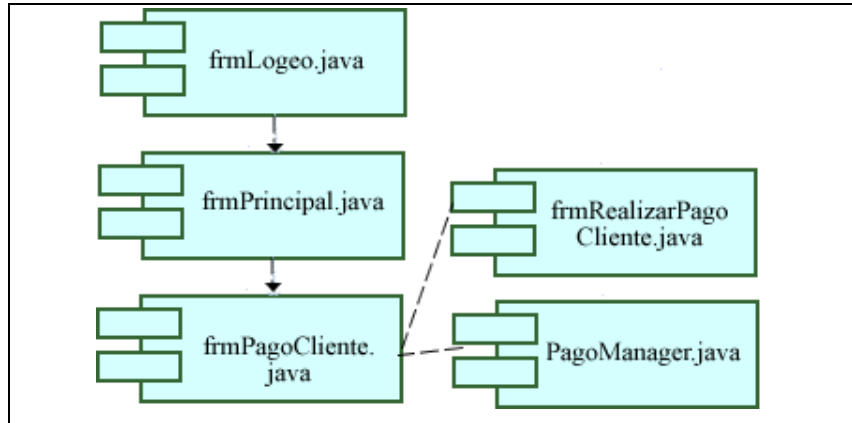 frmLogeo.java
frmPrincipal.java
frmRealizarPago
Cliente.java
frmPagoCliente.
java
PagoManager.java